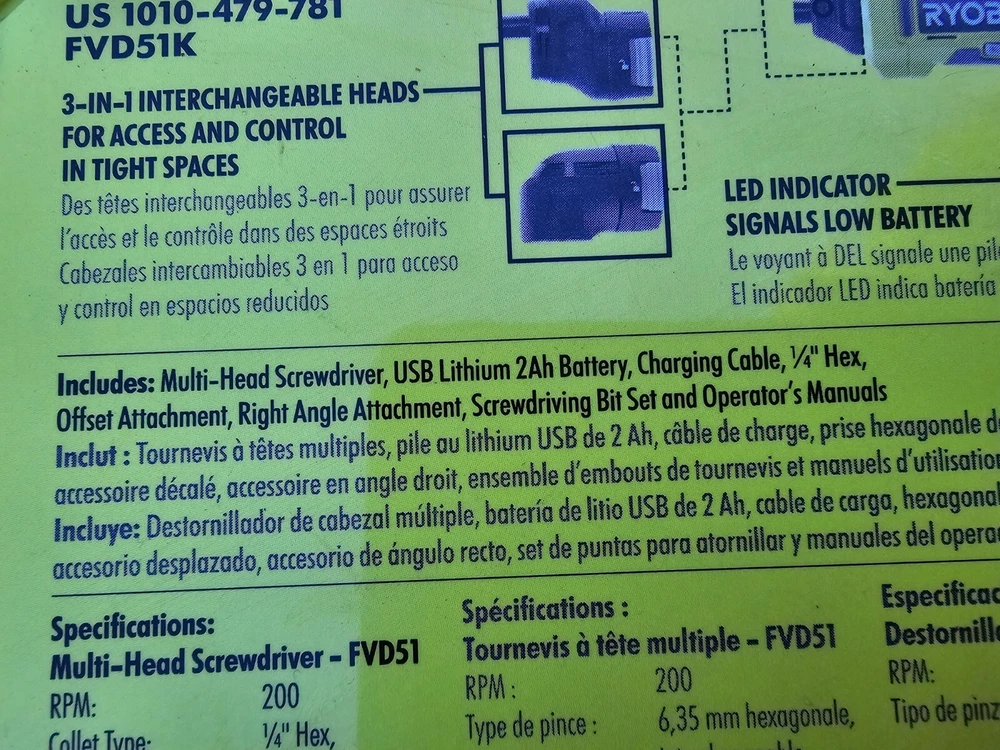 US 1010-479-781
FVD51K
3-IN-1 INTERCHANGEABLE HEADS
FOR ACCESS AND CONTROL
IN TIGHT SPACES
Des têtes interchangeables 3-en-1 pour assurer
l'accès et le contrôle dans des espaces étroits
Cabezales intercambiables 3 en 1 para acceso
y control en espacios reducidos
RYOB
LED INDICATOR
SIGNALS LOW BATTERY
Le voyant à DEL signale une pile
El indicador LED indica batería
Includes: Multi-Head Screwdriver, USB Lithium 2Ah Battery, Charging Cable, ¼" Hex,
Offset Attachment, Right Angle Attachment, Screwdriving Bit Set and Operator's Manuals
Inclut : Tournevis à têtes multiples, pile au lithium USB de 2 Ah, câble de charge, prise hexagonale d
accessoire décalé, accessoire en angle droit, ensemble d'embouts de tournevis et manuels d'utilisation
Incluye: Destornillador de cabezal múltiple, batería de litio USB de 2 Ah, cable de carga, hexagonal
accesorio desplazado, accesorio de ángulo recto, set de puntas para atornillar y manuales del opera
Specifications:
Multi-Head Screwdriver – FVD51
RPM: 200
Collet Type: ¼" Hex,
Spécifications :
Tournevis à tête multiple – FVD51
RPM : 200
Type de pince : 6,35 mm hexagonale,
Especificac
Destornill
RPM:
Tipo de pinz